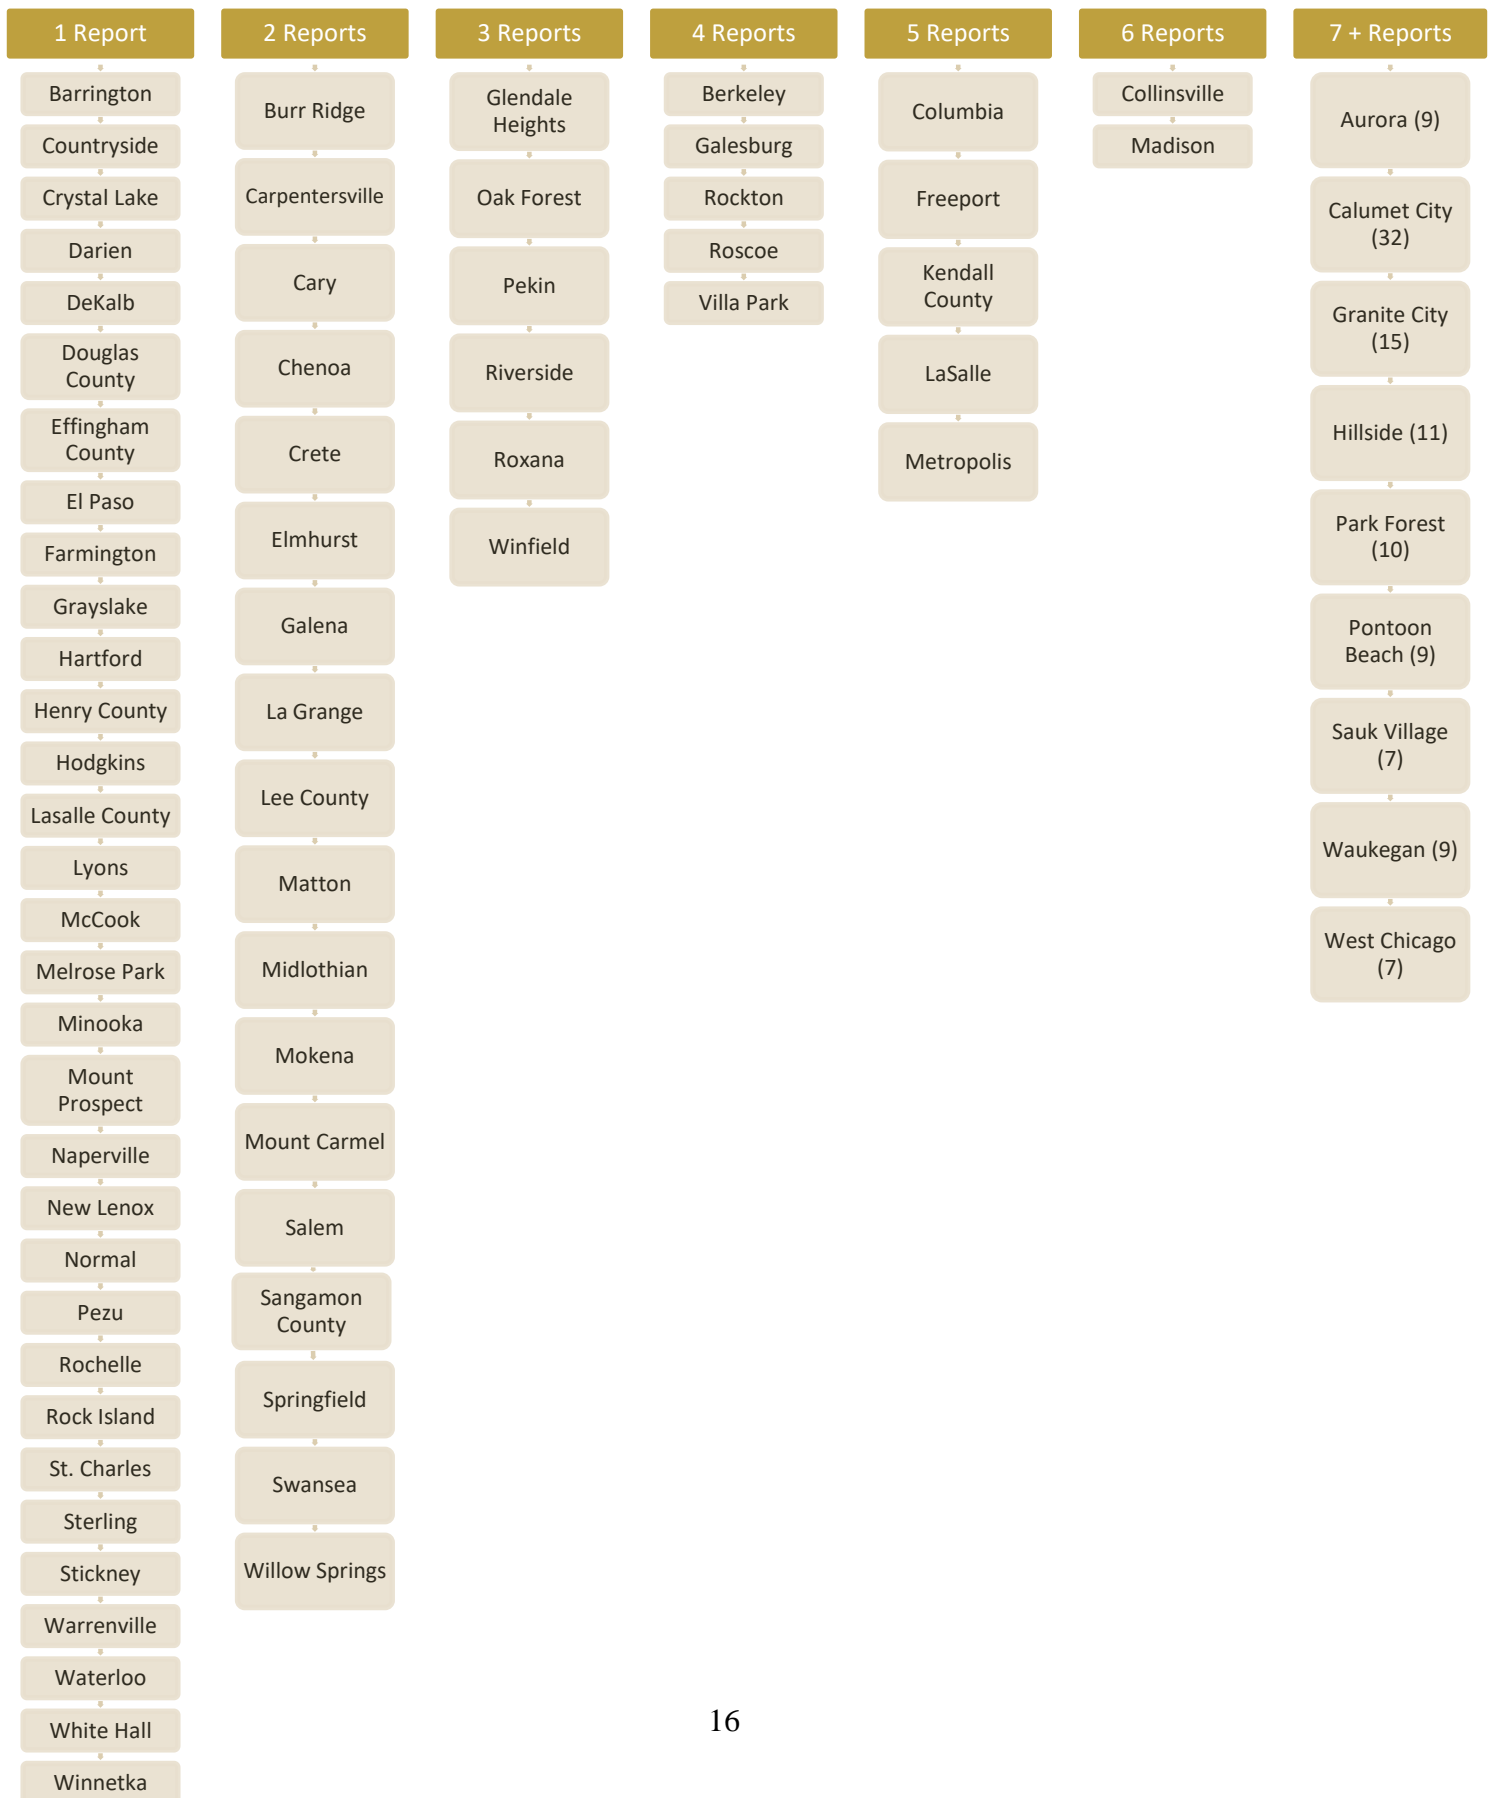 1 Report
Barrington
Countryside
Crystal Lake
Darien
DeKalb
Douglas
County
Effingham
County
El Paso
Farmington
Grayslake
Hartford
Henry County
Hodgkins
Lasalle County
Lyons
McCook
Melrose Park
Minooka
Mount
Prospect
Naperville
New Lenox
Normal
Pezu
Rochelle
Rock Island
St. Charles
Sterling
Stickney
Warrenville
Waterloo
White Hall
Winnetka
2 Reports
Burr Ridge
Carpentersville
Cary
Chenoa
Crete
Elmhurst
Galena
La Grange
Lee County
Matton
Midlothian
Mokena
Mount Carmel
Salem
Sangamon
County
Springfield
Swansea
Willow Springs
3 Reports
Glendale
Heights
Oak Forest
Pekin
Riverside
Roxana
Winfield
4 Reports
Berkeley
Galesburg
Rockton
Roscoe
Villa Park
5 Reports
Columbia
Freeport
Kendall
County
LaSalle
Metropolis
6 Reports
Collinsville
Madison
7 + Reports
Aurora (9)
Calumet City
(32)
Granite City
(15)
Hillside (11)
Park Forest
(10)
Pontoon
Beach (9)
Sauk Village
(7)
Waukegan (9)
West Chicago
(7)
16